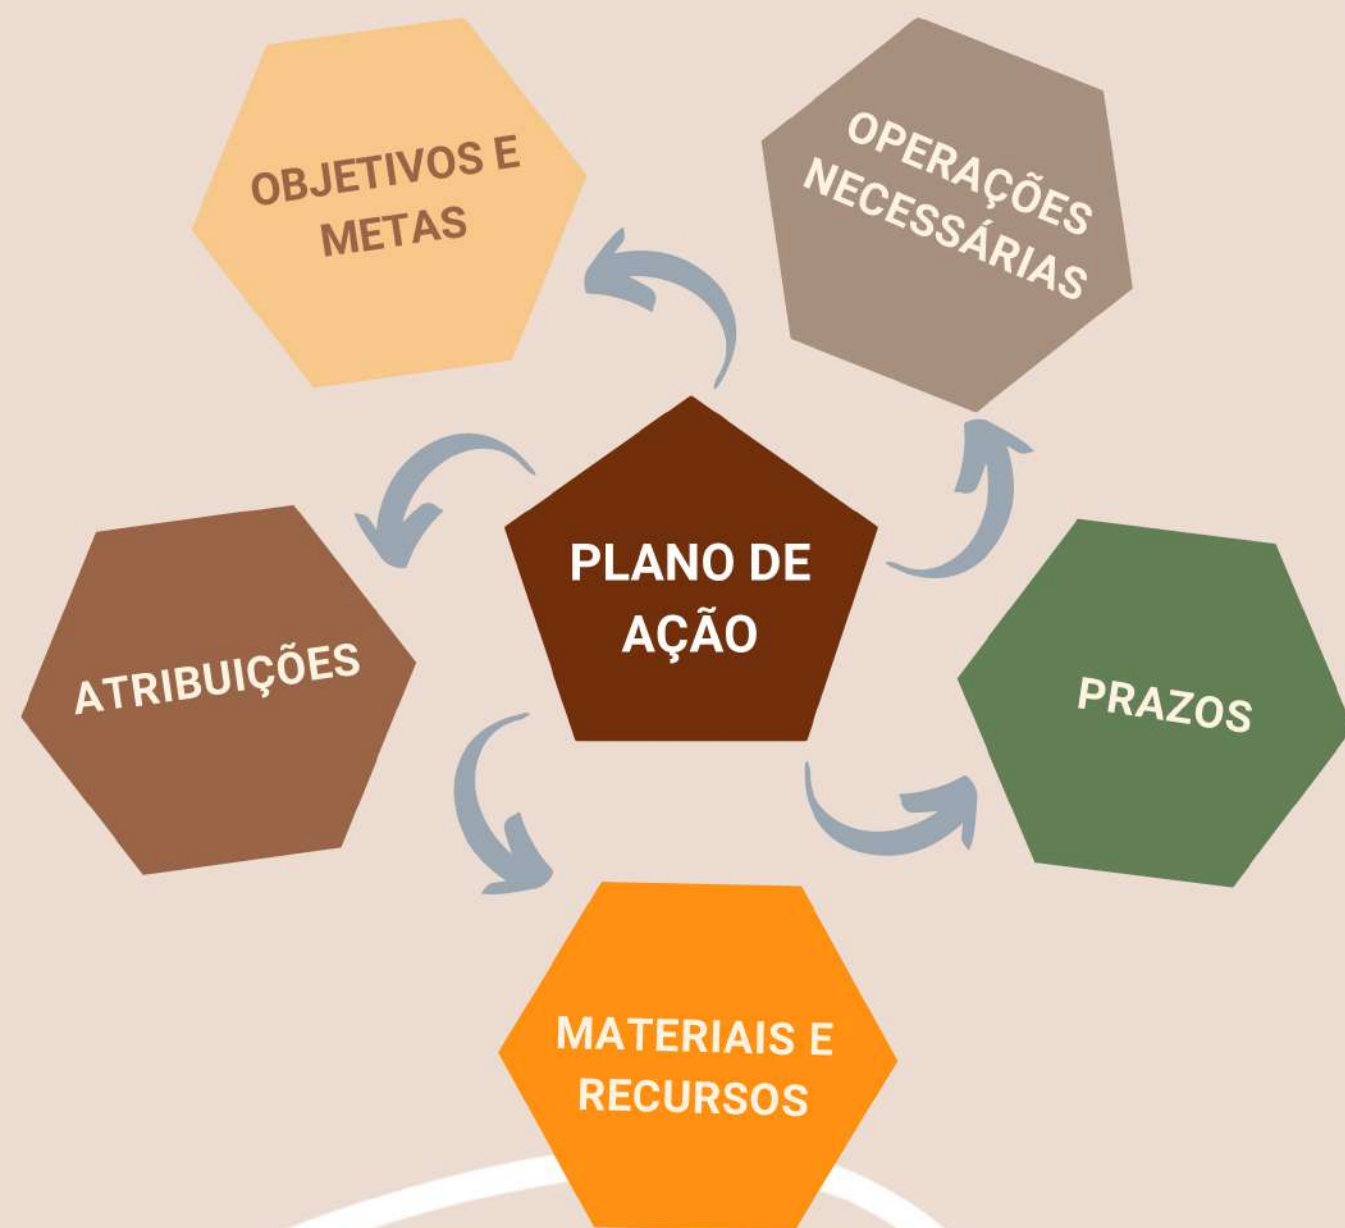 OBJETIVOS E
METAS
OPERAÇÕES
NECESSÁRIAS
PLANO DE
AÇÃO
ATRIBUIÇÕES
PRAZOS
MATERIAIS E
RECURSOS